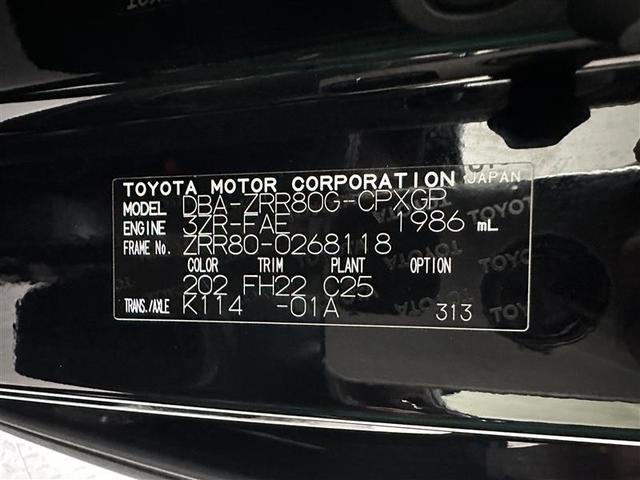 TOYOTA MOTOR CORPORATION JAPAN
MODEL DBA-ZRR80G-CPXGP
ENGINE 3ZR-FAE 1986 mL
FRAME No. ZRR80-0268118
COLOR TRIM PLANT OPTION
202 FH22 C25
TRANS./AXLE K114 -01A 313